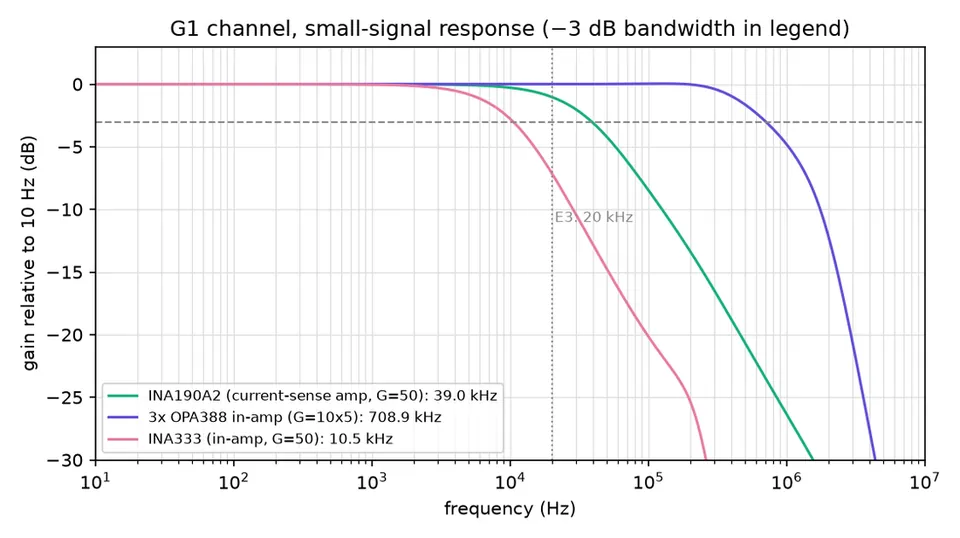 G1 channel, small-signal response (−3 dB bandwidth in legend)
gain relative to 10 Hz (dB)
0
−5
−10
−15
−20
−25
−30
E3: 20 kHz
INA190A2 (current-sense amp, G=50): 39.0 kHz
3x OPA388 in-amp (G=10x5): 708.9 kHz
INA333 (in-amp, G=50): 10.5 kHz
10¹ 10² 10³ 10⁴ 10⁵ 10⁶ 10⁷
frequency (Hz)